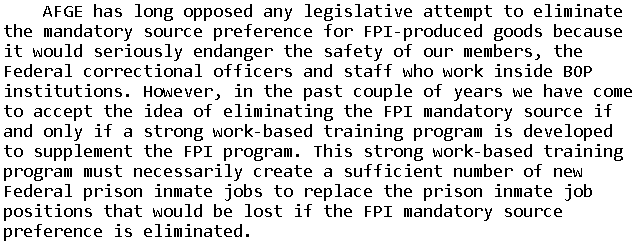 AFGE has long opposed any legislative attempt to eliminate
the mandatory source preference for FPI-produced goods because
it would seriously endanger the safety of our members, the
Federal correctional officers and staff who work inside BOP
institutions. However, in the past couple of years we have come
to accept the idea of eliminating the FPI mandatory source if
and only if a strong work-based training program is developed
to supplement the FPI program. This strong work-based training
program must necessarily create a sufficient number of new
Federal prison inmate jobs to replace the prison inmate job
positions that would be lost if the FPI mandatory source
preference is eliminated.